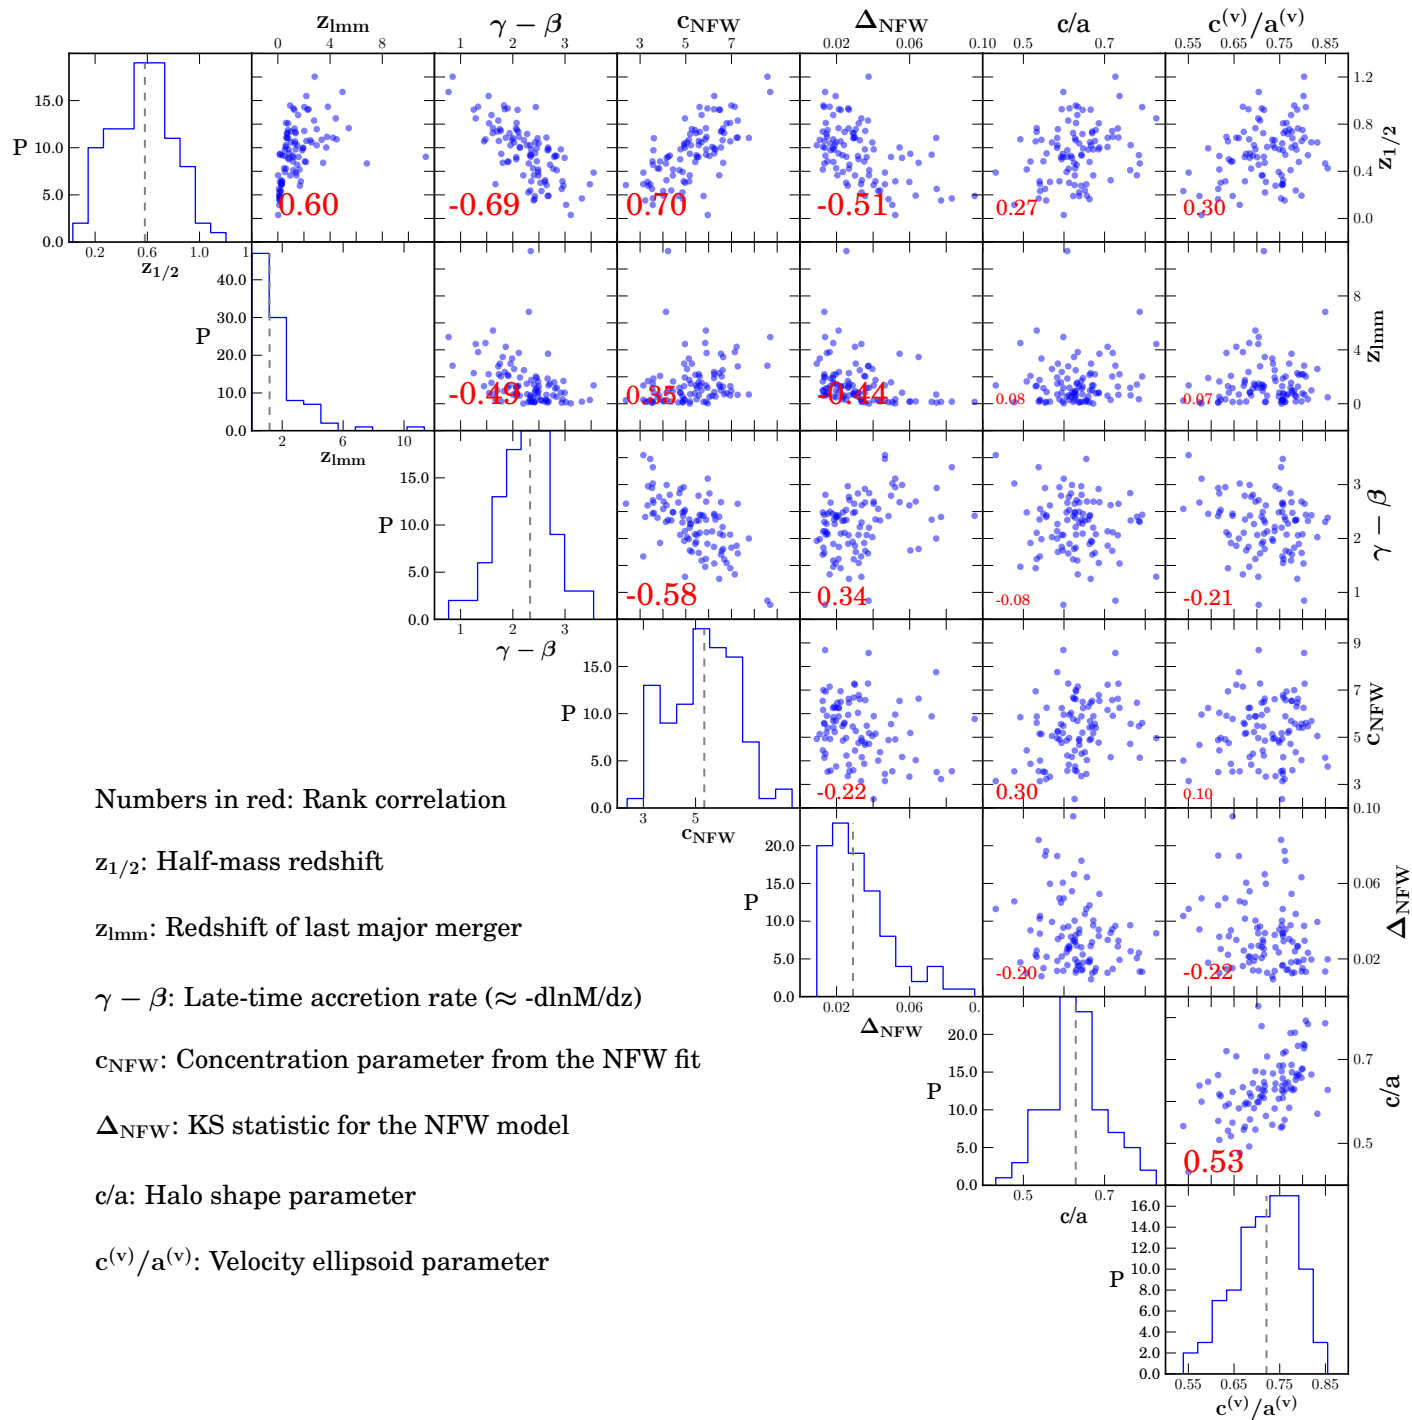 z_lmm γ − β c_NFW Δ_NFW c/a c^(v)/a^(v)
0 4 8 1 2 3 3 5 7 0.02 0.06 0.10 0.5 0.7 0.55 0.65 0.75 0.85
P 15.0 10.0 5.0 0.0
0.60 -0.69 0.70 -0.51 0.27 0.30
1.2 0.8 0.4 0.0 z_1/2
0.2 0.6 1.0 1.
z_1/2
P 40.0 30.0 20.0 10.0 0.0
-0.49 0.35 -0.44 0.08 0.07
8 4 0 z_lmm
2 6 10
z_lmm
P 15.0 10.0 5.0 0.0
-0.58 0.34 -0.08 -0.21
3 2 1 γ − β
1 2 3
γ − β
P 15.0 10.0 5.0 0.0
-0.22 0.30 0.10
9 7 5 3 c_NFW
3 5
c_NFW
Numbers in red: Rank correlation
z_1/2: Half-mass redshift
z_lmm: Redshift of last major merger
γ − β: Late-time accretion rate (≈ -dlnM/dz)
c_NFW: Concentration parameter from the NFW fit
Δ_NFW: KS statistic for the NFW model
c/a: Halo shape parameter
c^(v)/a^(v): Velocity ellipsoid parameter
P 20.0 15.0 10.0 5.0 0.0
-0.20 -0.22
0.10 0.06 0.02 Δ_NFW
0.02 0.06 0.
Δ_NFW
P 20.0 15.0 10.0 5.0 0.0
0.53
0.7 0.5 c/a
0.5 0.7
c/a
P 16.0 14.0 12.0 10.0 8.0 6.0 4.0 2.0 0.0
0.55 0.65 0.75 0.85
c^(v)/a^(v)